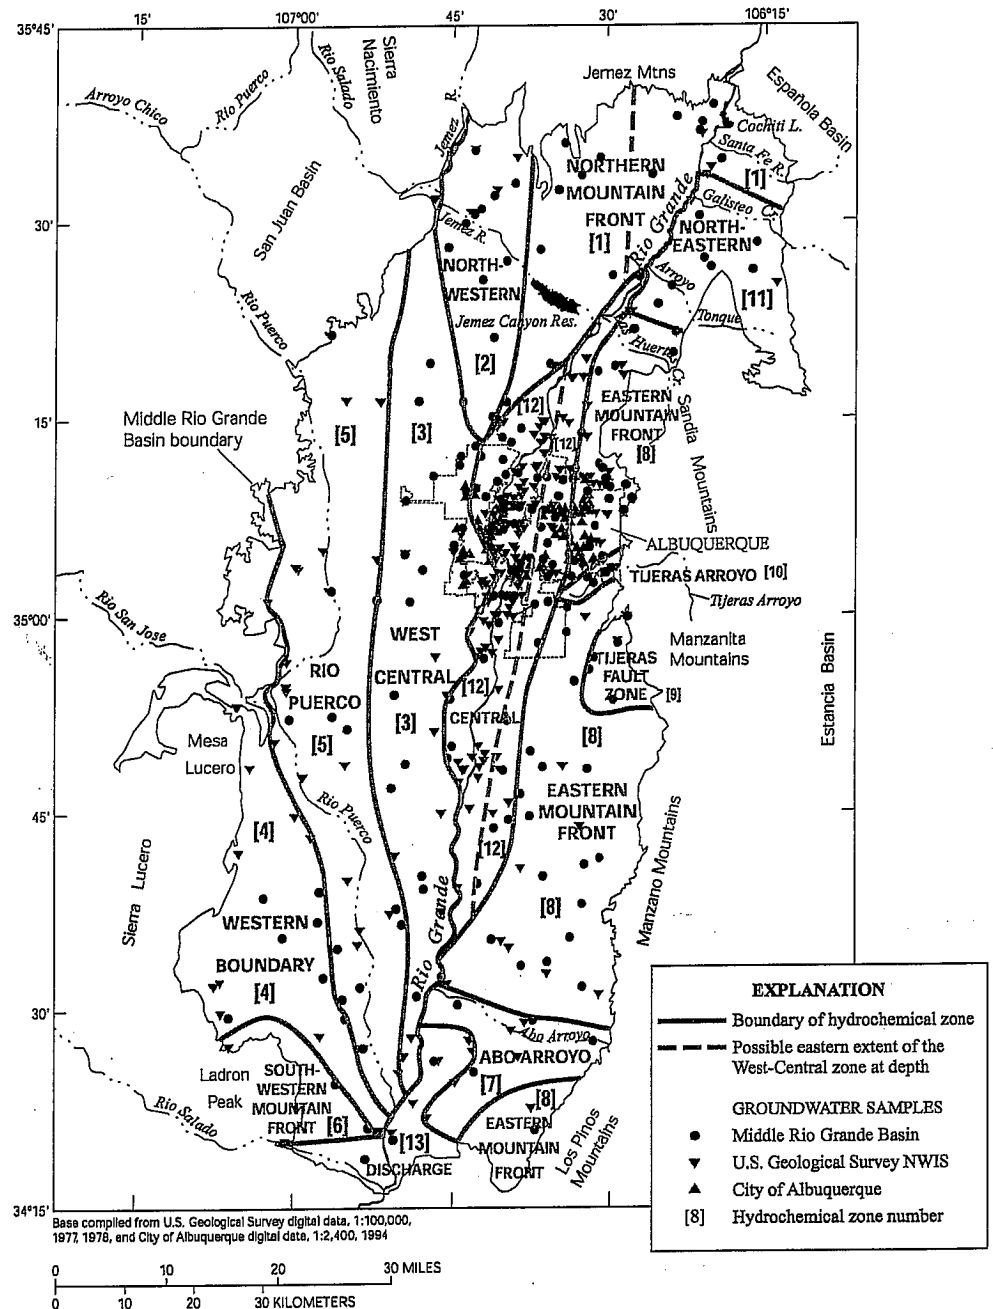 35°45'
15'
107°00'
45'
30'
106°15'
Sierra
Nacimiento
Rio Salado
Rio Puerco
Arroyo Chico
Jemez R.
Jemez Mtns
Española Basin
Cochiti L.
Santa Fe R.
[1]
Galisteo Cr.
San Juan Basin
NORTHERN
MOUNTAIN
FRONT
[1]
Rio Grande
NORTH-
EASTERN
[11]
30'
Jemez R.
NORTH-
WESTERN
Arroyo
Tonque
Jemez Canyon Res.
Las Huertas Cr.
Rio Puerco
[2]
[12]
[12]
EASTERN
MOUNTAIN
FRONT
[8]
Sandia Mountains
15'
Middle Rio Grande
Basin boundary
[5]
[3]
ALBUQUERQUE
TIJERAS ARROYO [10]
Tijeras Arroyo
Rio San Jose
35°00'
WEST
CENTRAL
[3]
RIO
PUERCO
[5]
[12]
CENTRAL
TIJERAS
FAULT
ZONE [9]
Manzanita
Mountains
Estancia Basin
[8]
Mesa
Lucero
EASTERN
MOUNTAIN
FRONT
45'
[4]
Rio Puerco
[12]
Sierra Lucero
Manzano Mountains
[8]
WESTERN
BOUNDARY
[4]
Rio Grande
30'
Abo Arroyo
ABO ARROYO
[7]
Ladron
Peak
SOUTH-
WESTERN
MOUNTAIN
FRONT
[6]
Rio Salado
[8]
EASTERN
MOUNTAIN
FRONT
Los Pinos
Mountains
[13]
DISCHARGE
34°15'
EXPLANATION
Boundary of hydrochemical zone
Possible eastern extent of the
West-Central zone at depth
GROUNDWATER SAMPLES
Middle Rio Grande Basin
U.S. Geological Survey NWIS
City of Albuquerque
[8] Hydrochemical zone number
Base compiled from U.S. Geological Survey digital data, 1:100,000,
1977, 1978, and City of Albuquerque digital data, 1:2,400, 1994
0 10 20 30 MILES
0 10 20 30 KILOMETERS